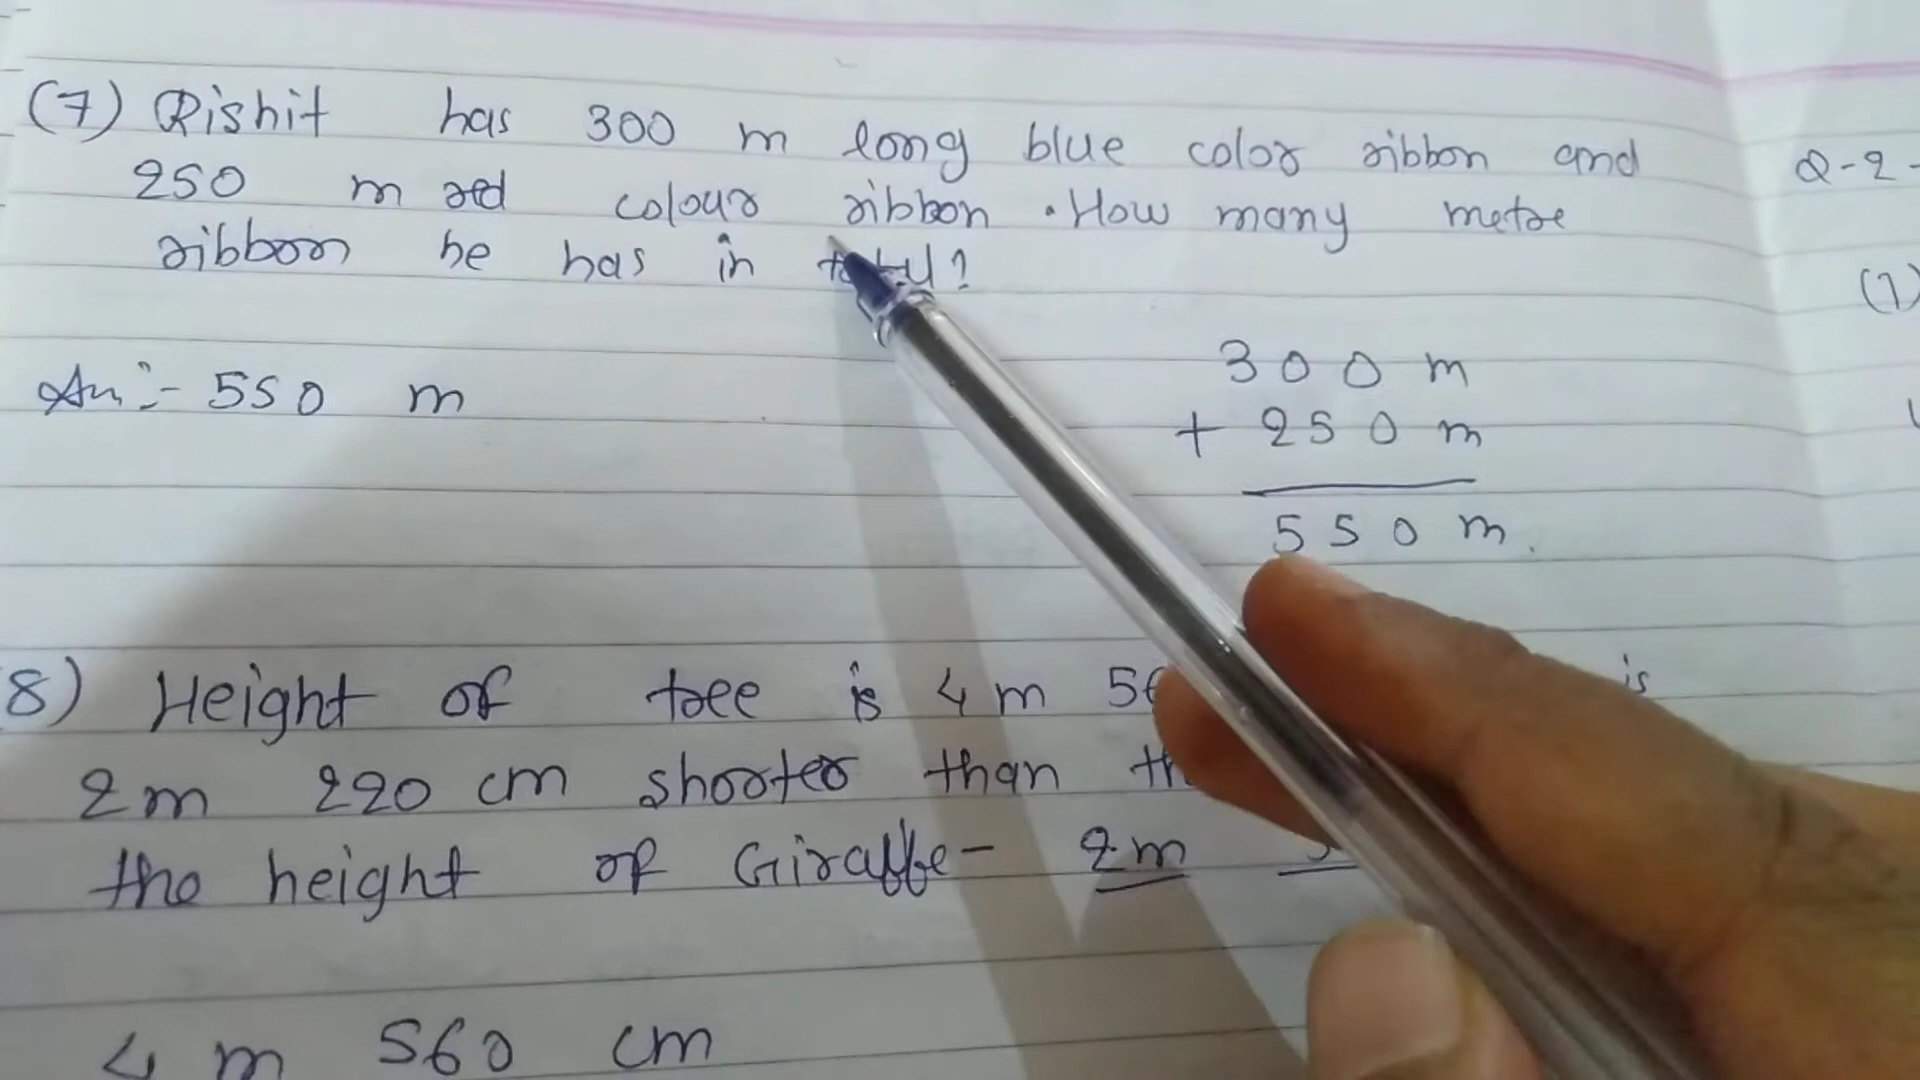 (7) Rishit has 300 m long blue color ribbon and
250 m red colour ribbon . How many metre
ribbon he has in ?
Ans :- 550 m
300 m
+ 250 m
550 m.
8) Height of tree is 4 m is
2m 220 cm shorter than
the height of Giraffe - 2m
4 m 560 cm
Q-2-
(1)